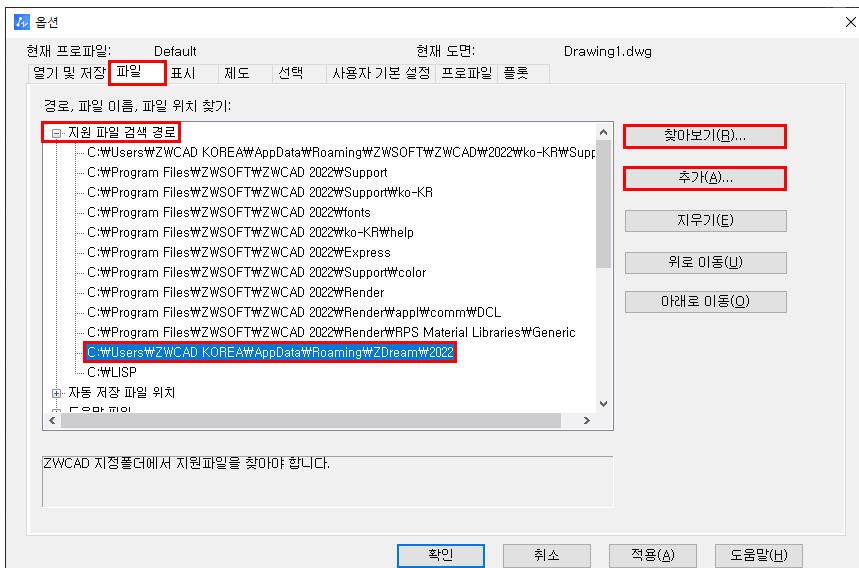 옵션
현재 프로파일: Default 현재 도면: Drawing1.dwg
열기 및 저장 파일 표시 제도 선택 사용자 기본 설정 프로파일 플롯
경로, 파일 이름, 파일 위치 찾기:
지원 파일 검색 경로
C:₩Users₩ZWCAD KOREA₩AppData₩Roaming₩ZWSOFT₩ZWCAD₩2022₩ko-KR₩Supp
C:₩Program Files₩ZWSOFT₩ZWCAD 2022₩Support
C:₩Program Files₩ZWSOFT₩ZWCAD 2022₩Support₩ko-KR
C:₩Program Files₩ZWSOFT₩ZWCAD 2022₩fonts
C:₩Program Files₩ZWSOFT₩ZWCAD 2022₩ko-KR₩help
C:₩Program Files₩ZWSOFT₩ZWCAD 2022₩Express
C:₩Program Files₩ZWSOFT₩ZWCAD 2022₩Support₩color
C:₩Program Files₩ZWSOFT₩ZWCAD 2022₩Render
C:₩Program Files₩ZWSOFT₩ZWCAD 2022₩Render₩appl₩comm₩DCL
C:₩Program Files₩ZWSOFT₩ZWCAD 2022₩Render₩RPS Material Libraries₩Generic
C:₩Users₩ZWCAD KOREA₩AppData₩Roaming₩ZDream₩2022
C:₩LISP
자동 저장 파일 위치
도움말 파일
찾아보기(R)...
추가(A)...
지우기(E)
위로 이동(U)
아래로 이동(O)
ZWCAD 지정폴더에서 지원파일을 찾아야 합니다.
확인 취소 적용(A) 도움말(H)